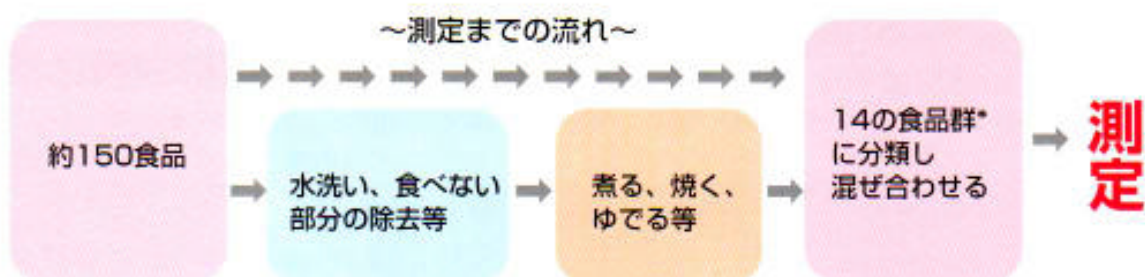 〜測定までの流れ〜
約150食品
水洗い、食べない
部分の除去等
煮る、焼く、
ゆでる等
14の食品群*
に分類し
混ぜ合わせる
測定